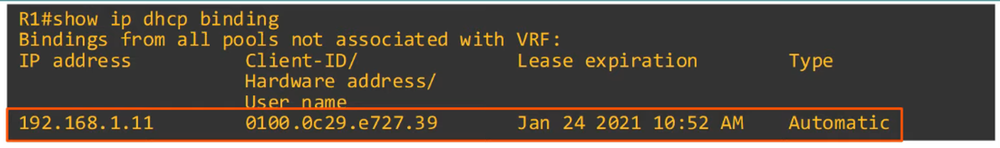 R1#show ip dhcp binding
Bindings from all pools not associated with VRF:
IP address Client-ID/ Lease expiration Type
Hardware address/
User name
192.168.1.11 0100.0c29.e727.39 Jan 24 2021 10:52 AM Automatic